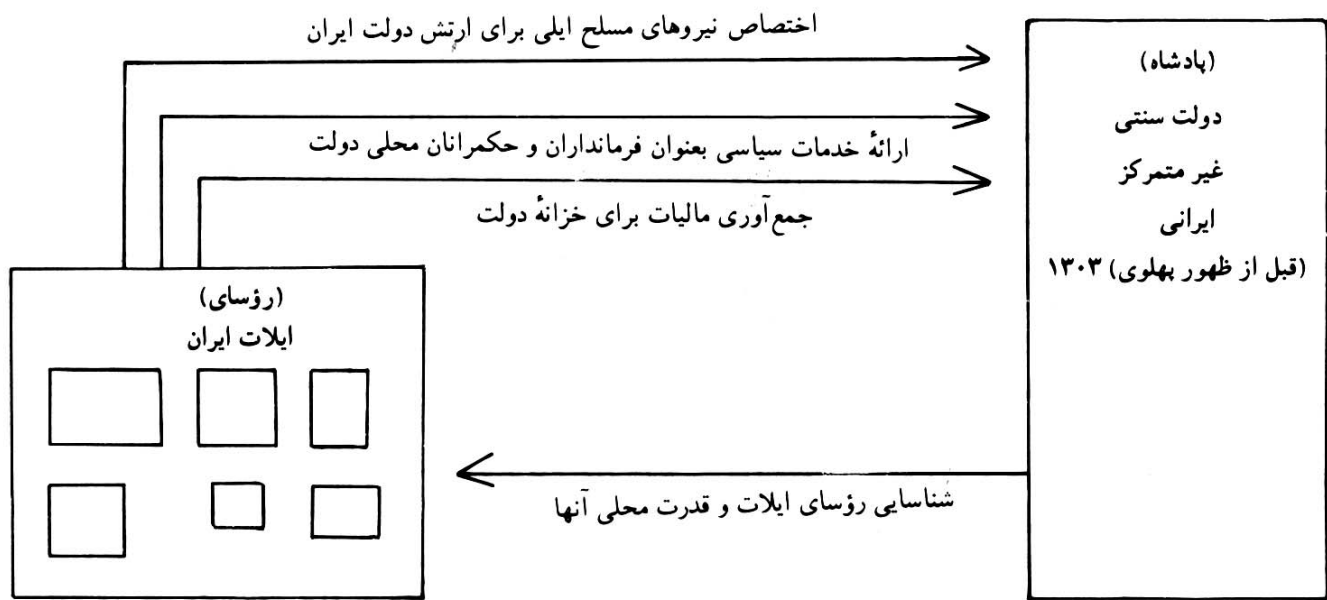 اختصاص نیروهای مسلح ایلی برای ارتش دولت ایران
ارائهٔ خدمات سیاسی بعنوان فرمانداران و حکمرانان محلی دولت
جمع‌آوری مالیات برای خزانهٔ دولت
(پادشاه)
دولت سنتی
غیر متمرکز
ایرانی
(قبل از ظهور پهلوی) ۱۳۰۳
(رؤسای)
ایلات ایران
شناسایی رؤسای ایلات و قدرت محلی آنها